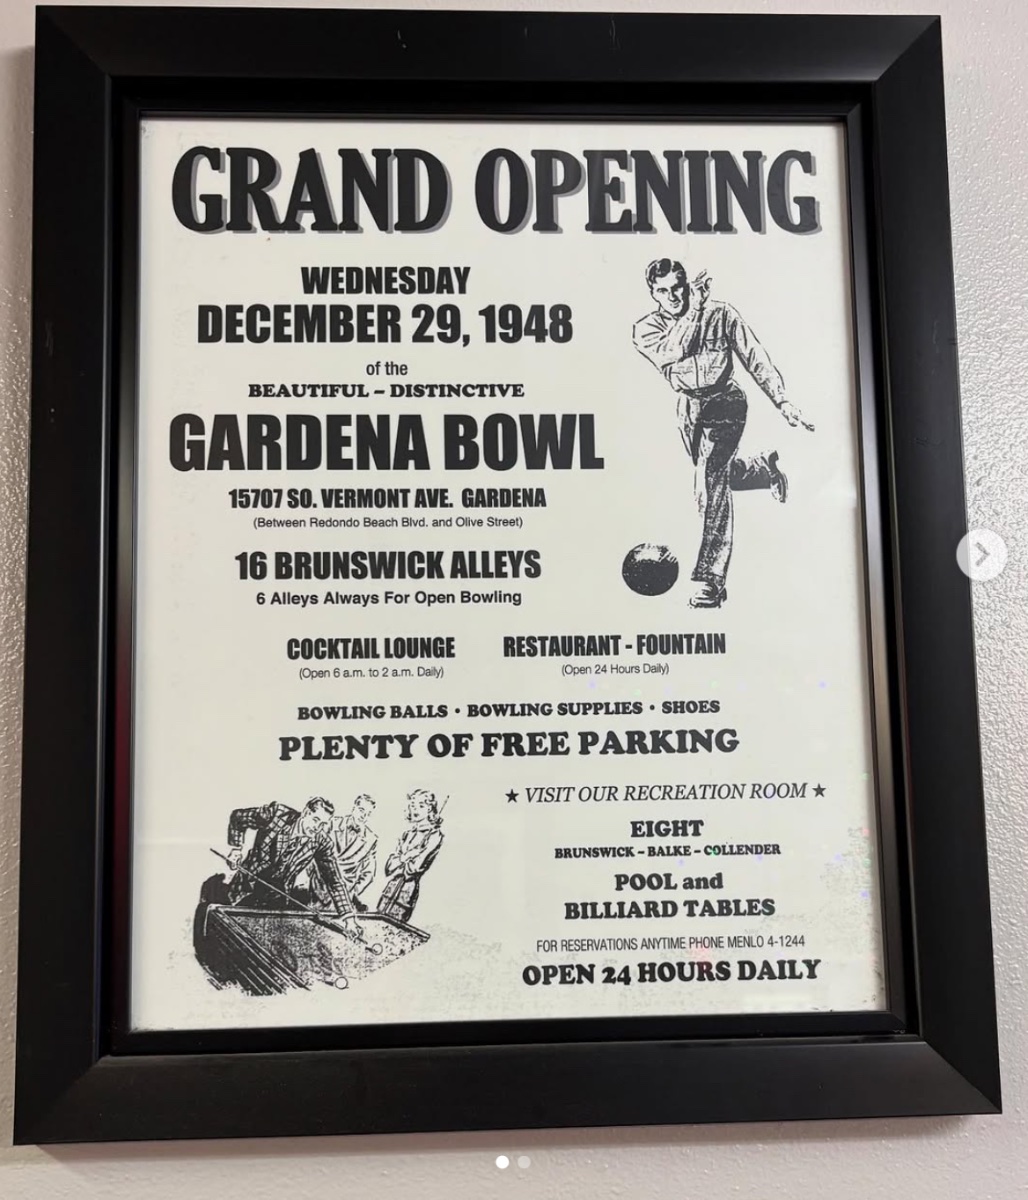 GRAND OPENING
WEDNESDAY
DECEMBER 29, 1948
of the
BEAUTIFUL – DISTINCTIVE
GARDENA BOWL
15707 SO. VERMONT AVE. GARDENA
(Between Redondo Beach Blvd. and Olive Street)
16 BRUNSWICK ALLEYS
6 Alleys Always For Open Bowling
COCKTAIL LOUNGE
(Open 6 a.m. to 2 a.m. Daily)
RESTAURANT - FOUNTAIN
(Open 24 Hours Daily)
BOWLING BALLS • BOWLING SUPPLIES • SHOES
PLENTY OF FREE PARKING
★ VISIT OUR RECREATION ROOM ★
EIGHT
BRUNSWICK – BALKE – COLLENDER
POOL and
BILLIARD TABLES
FOR RESERVATIONS ANYTIME PHONE MENLO 4-1244
OPEN 24 HOURS DAILY